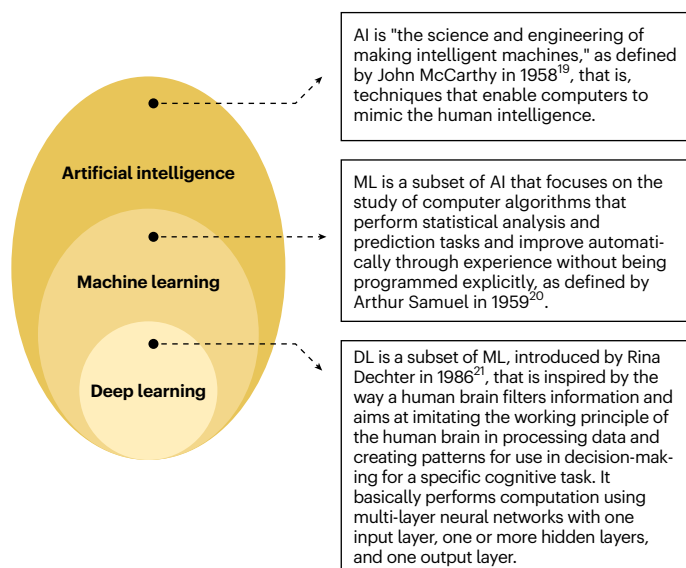 AI is "the science and engineering of
making intelligent machines," as defined
by John McCarthy in 1958¹⁹, that is,
techniques that enable computers to
mimic the human intelligence.
Artificial intelligence
ML is a subset of AI that focuses on the
study of computer algorithms that
perform statistical analysis and
prediction tasks and improve automati-
cally through experience without being
programmed explicitly, as defined by
Arthur Samuel in 1959²⁰.
Machine learning
DL is a subset of ML, introduced by Rina
Dechter in 1986²¹, that is inspired by the
way a human brain filters information and
aims at imitating the working principle of
the human brain in processing data and
creating patterns for use in decision-mak-
ing for a specific cognitive task. It
basically performs computation using
multi-layer neural networks with one
input layer, one or more hidden layers,
and one output layer.
Deep learning